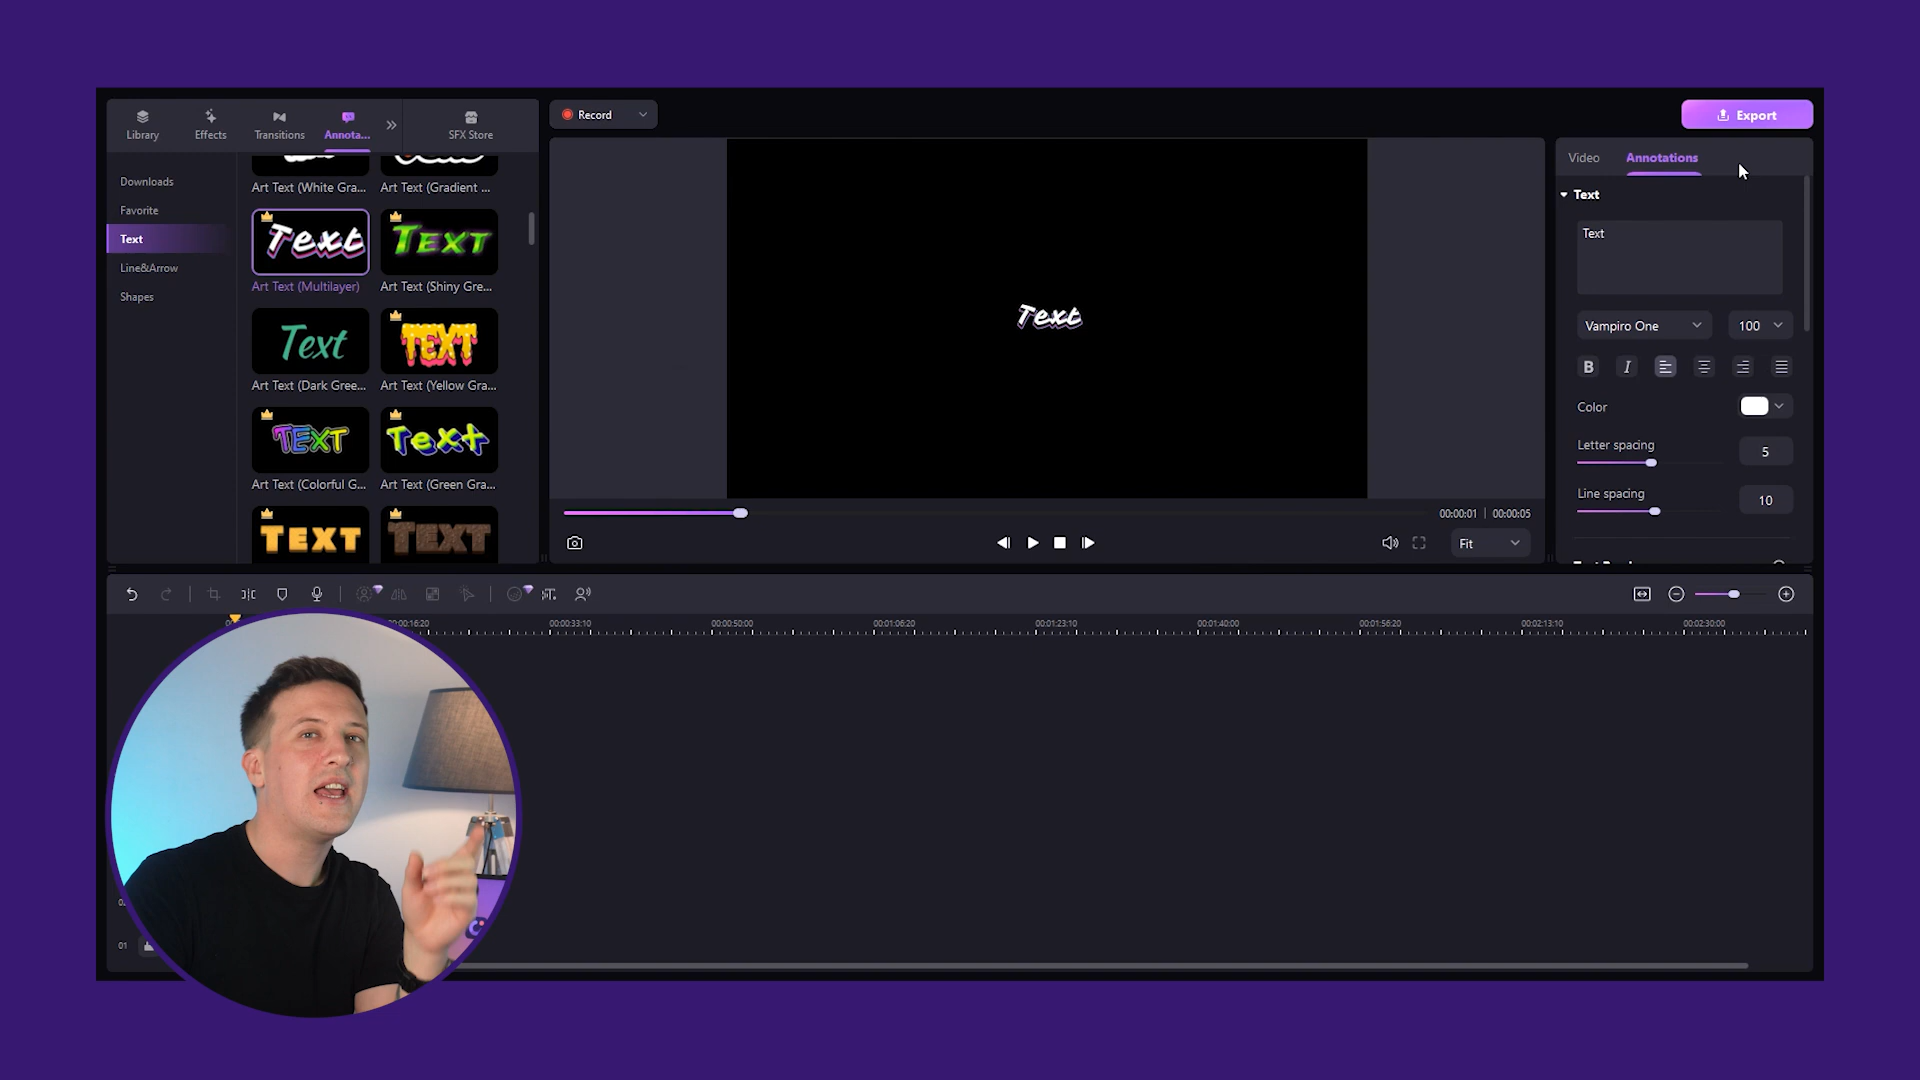 Library
Effects
Transitions
Annota...
SFX Store
Record
Export
Downloads
Favorite
Text
Line&Arrow
Shapes
Art Text (White Gra...
Art Text (Gradient ...
Text
TEXT
Art Text (Multilayer)
Art Text (Shiny Gre...
Text
TEXT
Art Text (Dark Gree...
Art Text (Yellow Gra...
TEXT
Text
Art Text (Colorful G...
Art Text (Green Gra...
TEXT
TEXT
Text
00:00:01 | 00:00:05
Fit
Video
Annotations
Text
Text
Vampiro One
100
B
I
Color
Letter spacing
5
Line spacing
10
00:00:16:20
00:00:33:10
00:00:50:00
00:01:06:20
00:01:23:10
00:01:40:00
00:01:56:20
00:02:13:10
00:02:30:00
01